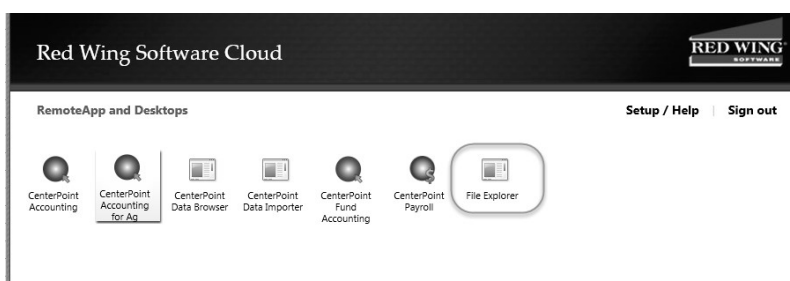 Red Wing Software Cloud
RED WING
SOFTWARE
RemoteApp and Desktops
Setup / Help | Sign out
CenterPoint
Accounting
CenterPoint
Accounting
for Ag
CenterPoint
Data Browser
CenterPoint
Data Importer
CenterPoint
Fund
Accounting
CenterPoint
Payroll
File Explorer